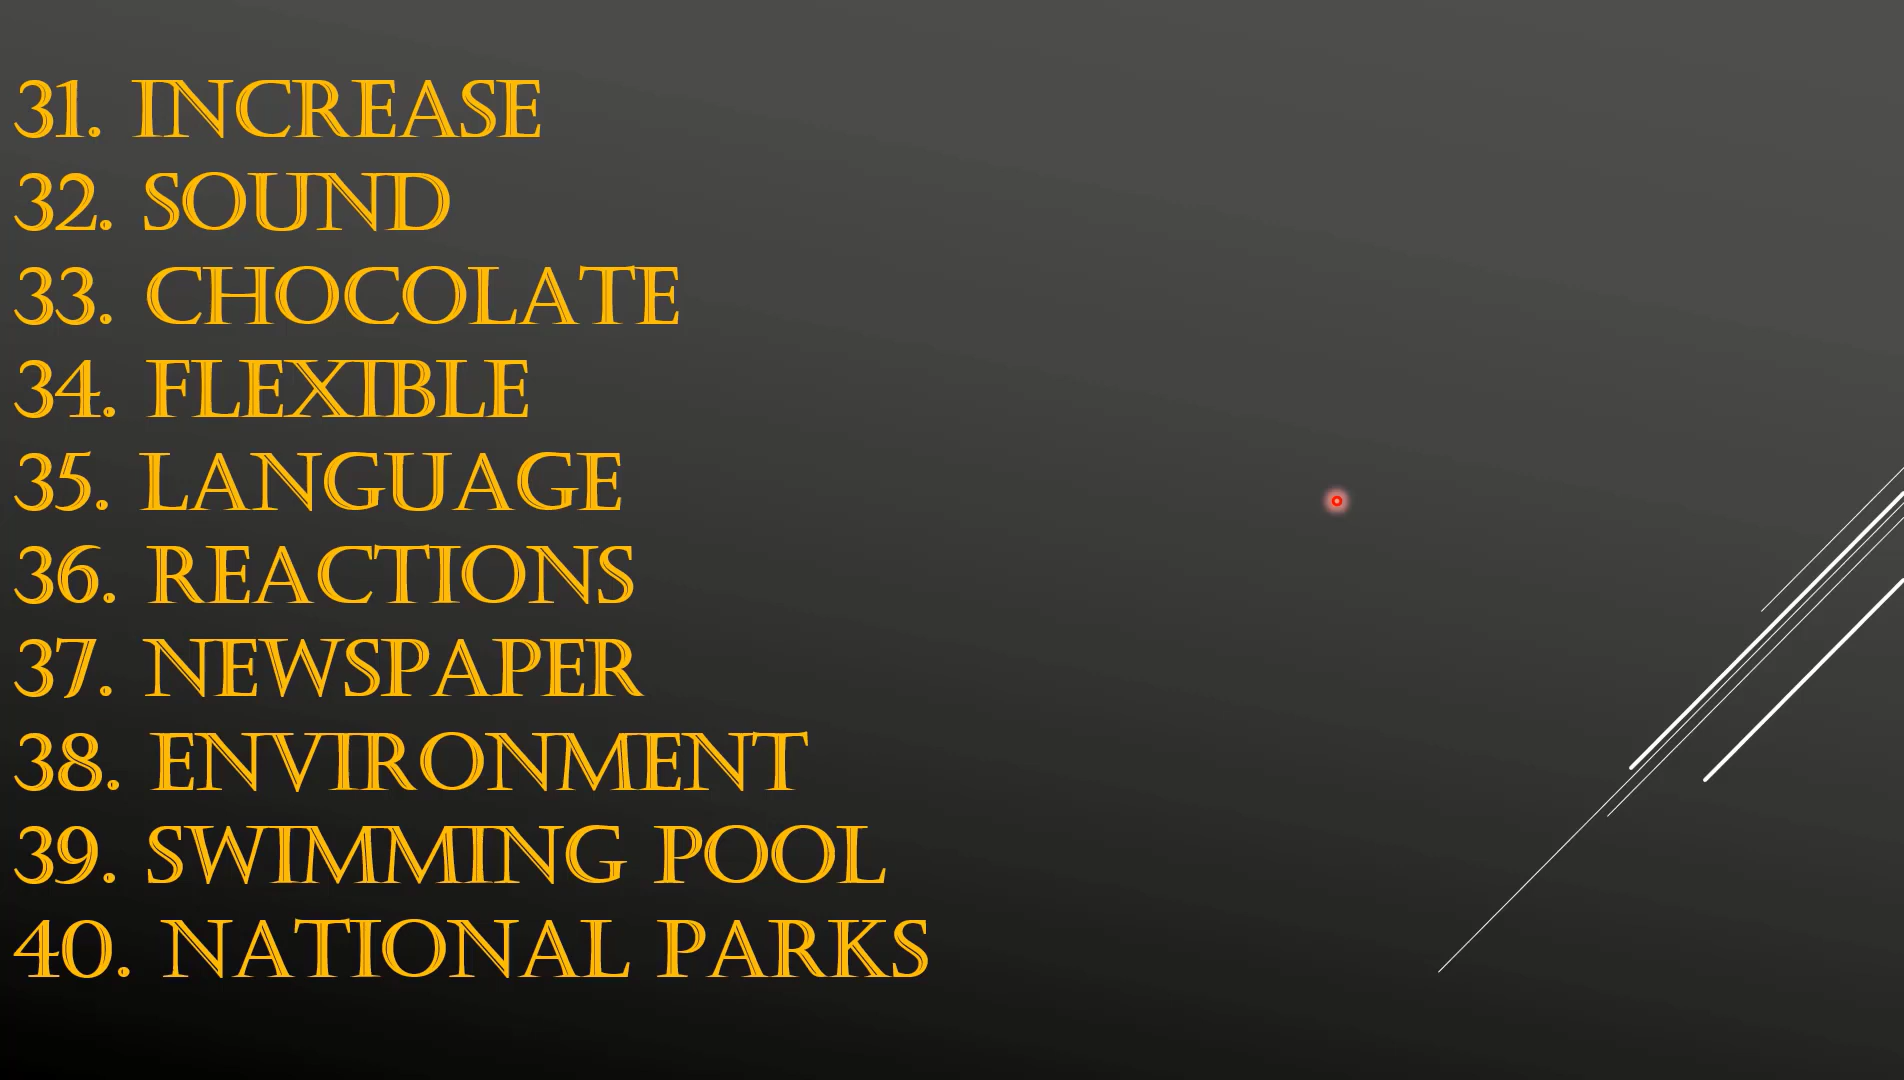 31. INCREASE
32. SOUND
33. CHOCOLATE
34. FLEXIBLE
35. LANGUAGE
36. REACTIONS
37. NEWSPAPER
38. ENVIRONMENT
39. SWIMMING POOL
40. NATIONAL PARKS